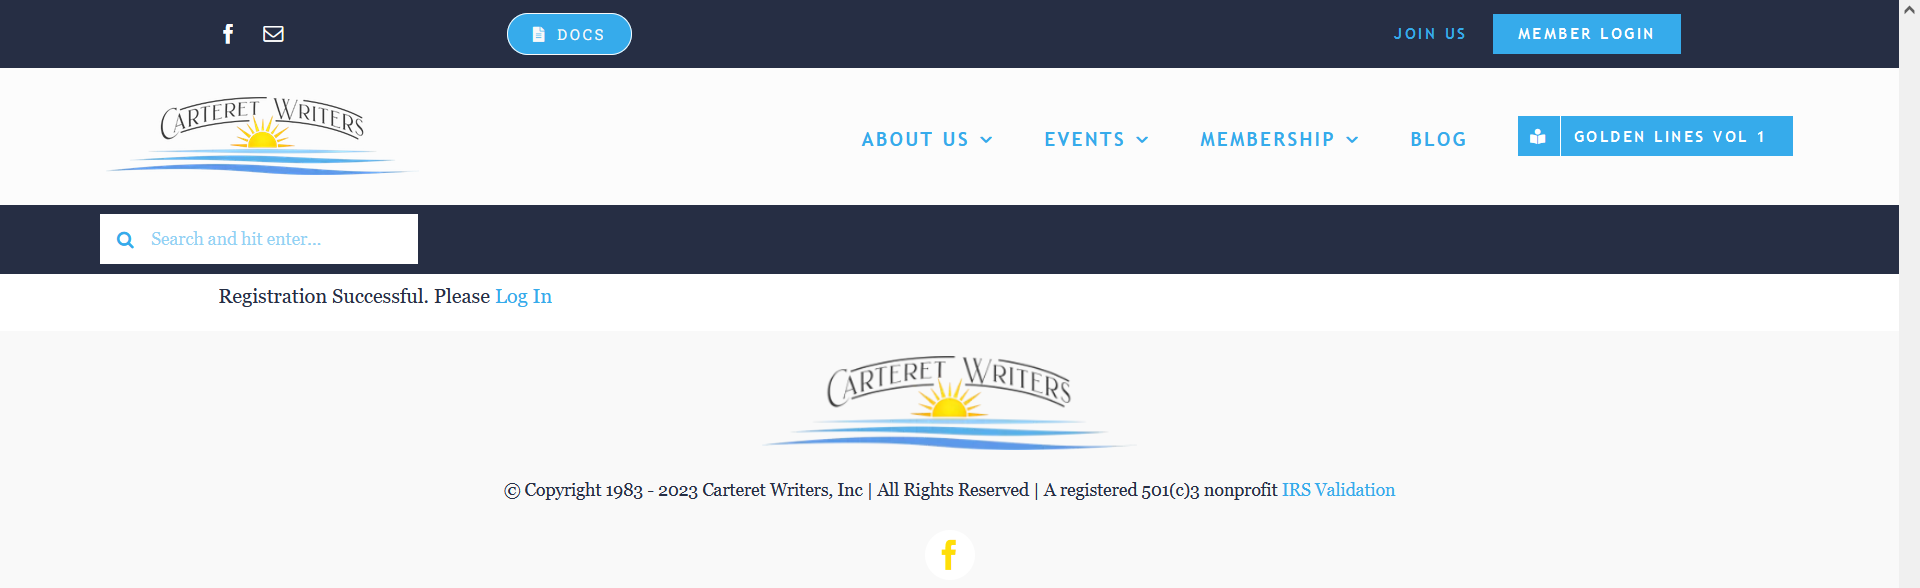 DOCS
JOIN US
MEMBER LOGIN
CARTERET WRITERS
ABOUT US
EVENTS
MEMBERSHIP
BLOG
GOLDEN LINES VOL 1
Search and hit enter...
Registration Successful. Please Log In
CARTERET WRITERS
© Copyright 1983 - 2023 Carteret Writers, Inc | All Rights Reserved | A registered 501(c)3 nonprofit IRS Validation